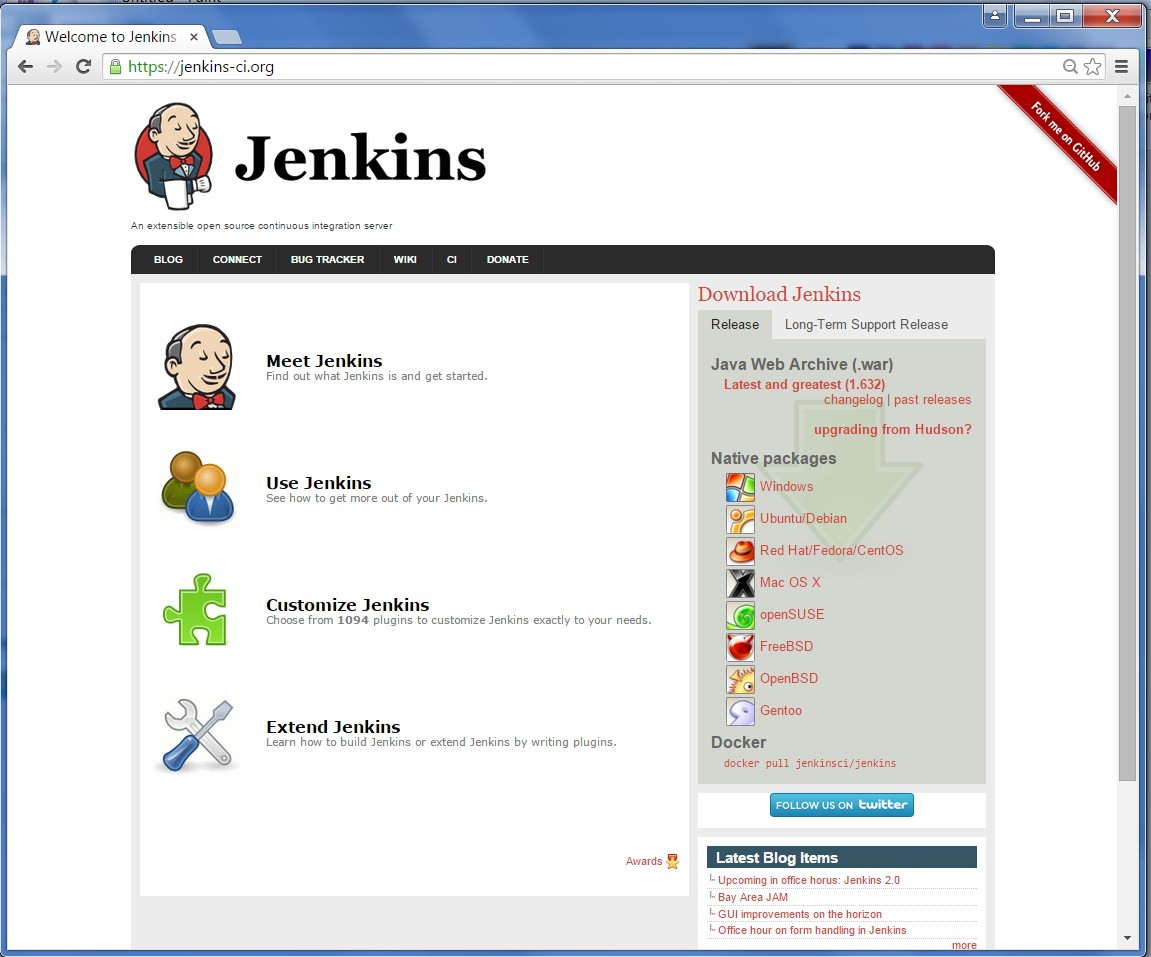 Untitled - Paint
Welcome to Jenkins
https://jenkins-ci.org
Fork me on GitHub
Jenkins
An extensible open source continuous integration server
BLOG CONNECT BUG TRACKER WIKI CI DONATE
Meet Jenkins
Find out what Jenkins is and get started.
Use Jenkins
See how to get more out of your Jenkins.
Customize Jenkins
Choose from 1094 plugins to customize Jenkins exactly to your needs.
Extend Jenkins
Learn how to build Jenkins or extend Jenkins by writing plugins.
Awards
Download Jenkins
Release Long-Term Support Release
Java Web Archive (.war)
Latest and greatest (1.632)
changelog | past releases
upgrading from Hudson?
Native packages
Windows
Ubuntu/Debian
Red Hat/Fedora/CentOS
Mac OS X
openSUSE
FreeBSD
OpenBSD
Gentoo
Docker
docker pull jenkinsci/jenkins
FOLLOW US ON twitter
Latest Blog Items
Upcoming in office horus: Jenkins 2.0
Bay Area JAM
GUI improvements on the horizon
Office hour on form handling in Jenkins
more